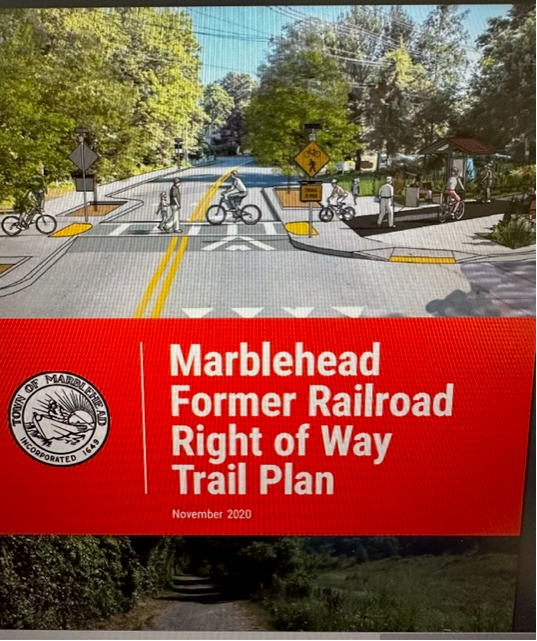 Marblehead
Former Railroad
Right of Way
Trail Plan
November 2020
TOWN OF MARBLEHEAD
INCORPORATED 1649